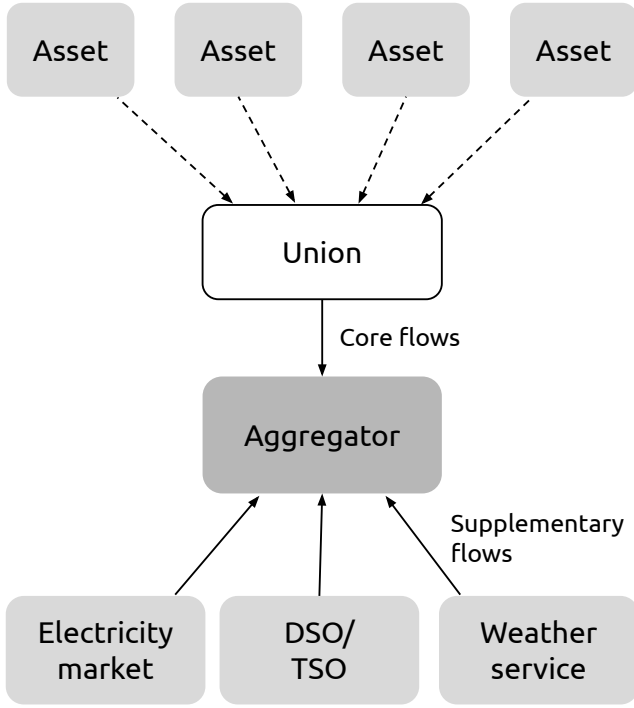 Asset Asset Asset Asset
Union
Core flows
Aggregator
Supplementary
flows
Electricity
market
DSO/
TSO
Weather
service